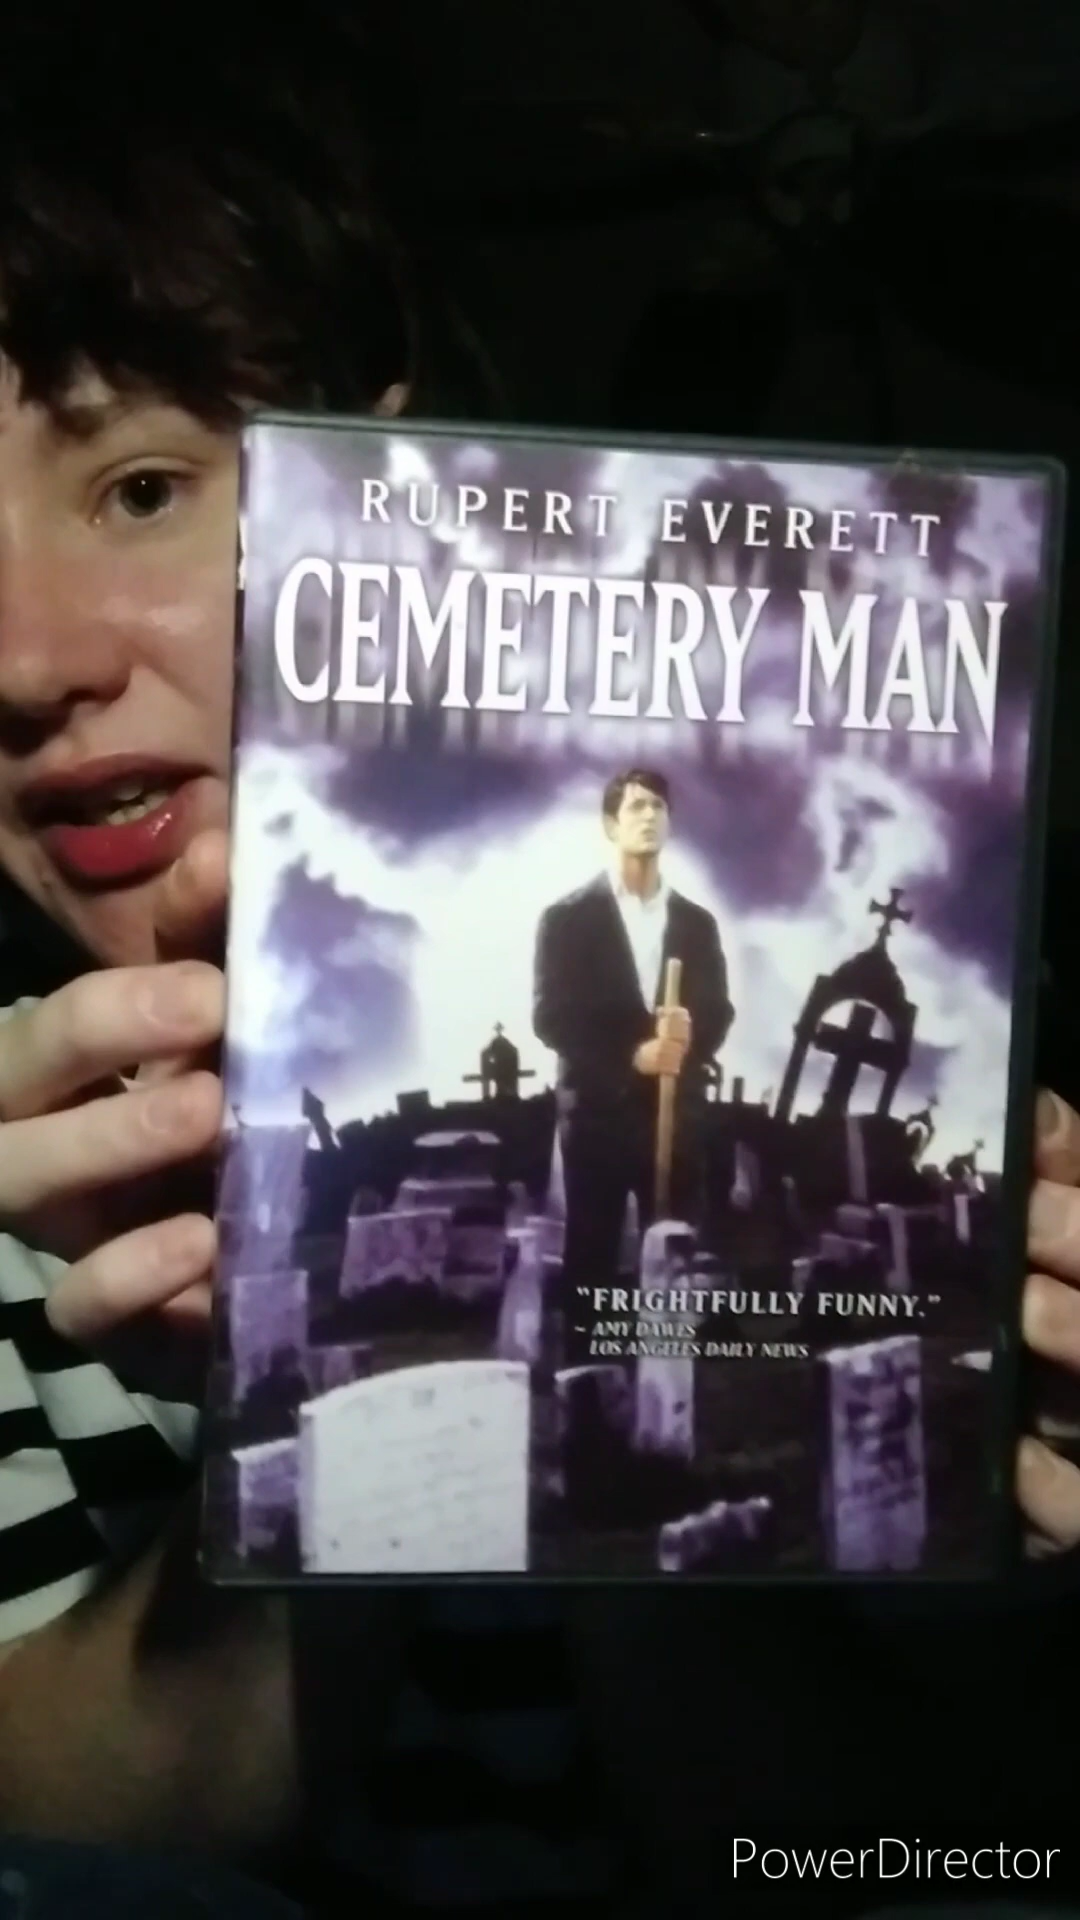 RUPERT EVERETT
CEMETERY MAN
"FRIGHTFULLY FUNNY."
~ AMY DAWES
LOS ANGELES DAILY NEWS
PowerDirector